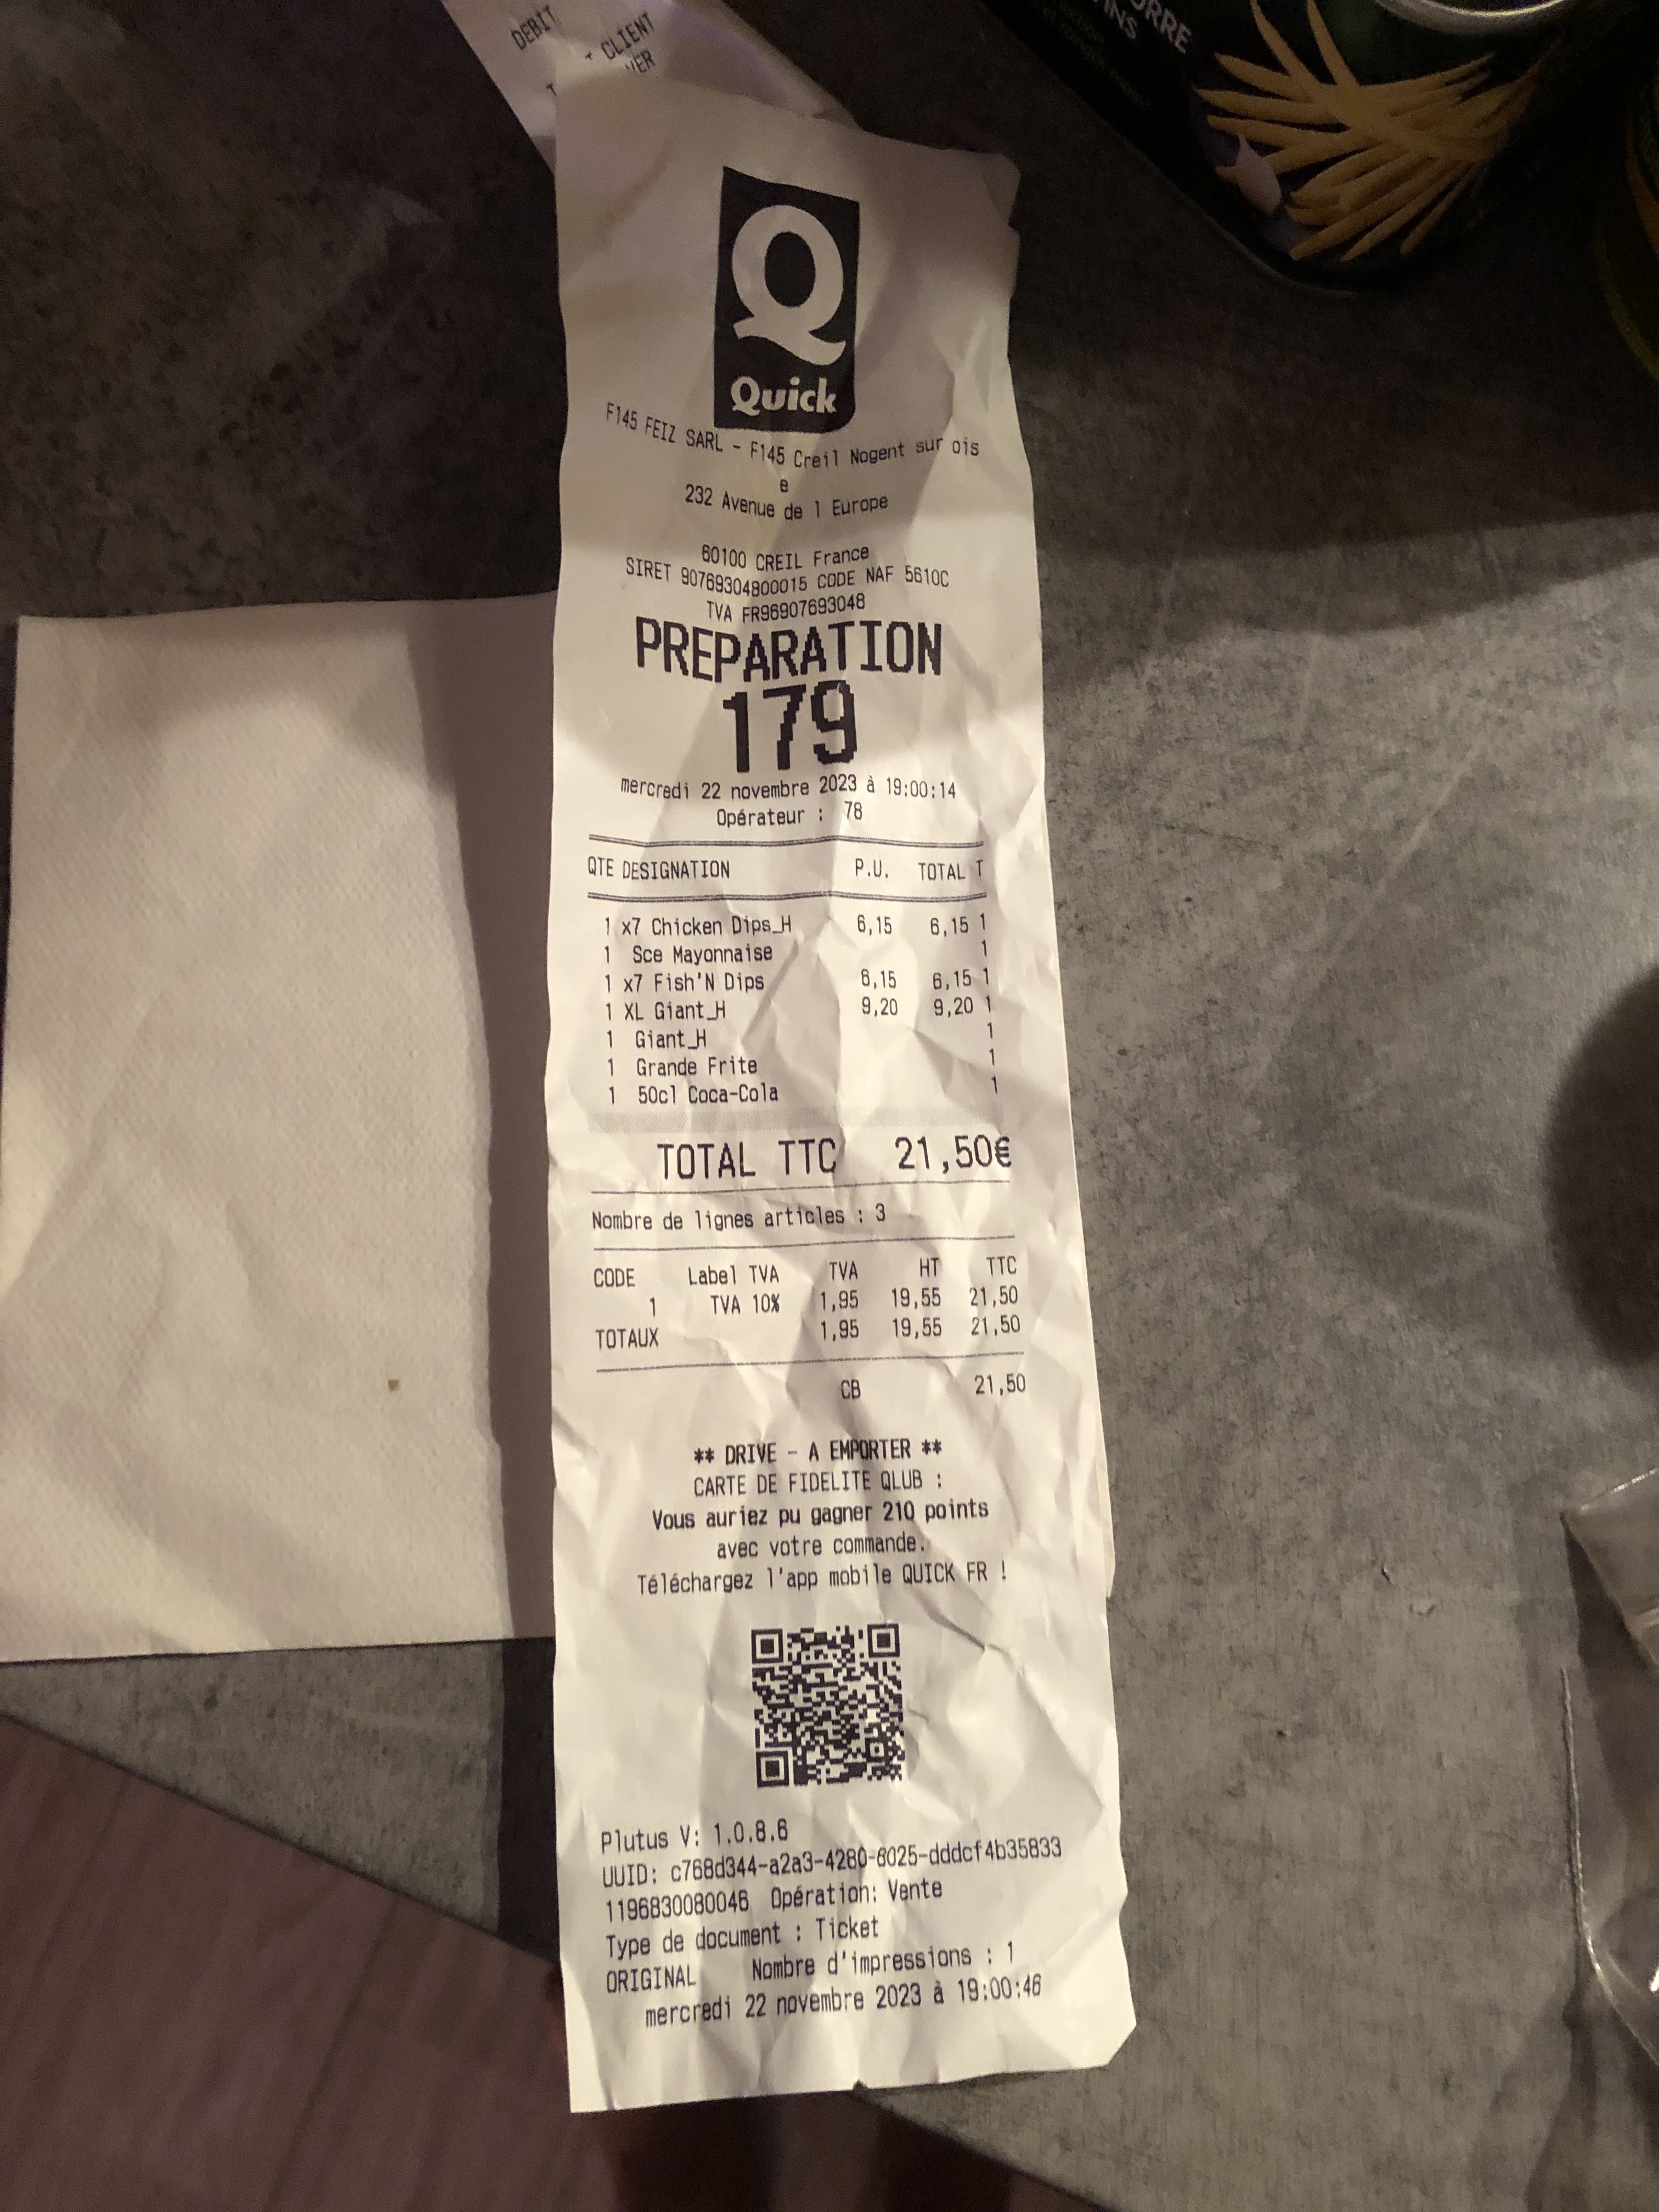 DEBIT
CLIENT
Q
Quick
F145 FEIZ SARL - F145 Creil Nogent sur ois
e
232 Avenue de l Europe
60100 CREIL France
SIRET 90769304800015 CODE NAF 5610C
TVA FR96907693048
PREPARATION
179
mercredi 22 novembre 2023 à 19:00:14
Opérateur : 78
QTE DESIGNATION P.U. TOTAL T
1 x7 Chicken Dips_H 6,15 6,15 1
1 Sce Mayonnaise 1
1 x7 Fish'N Dips 6,15 6,15 1
1 XL Giant_H 9,20 9,20 1
1 Giant_H 1
1 Grande Frite 1
1 50cl Coca-Cola 1
TOTAL TTC 21,50€
Nombre de lignes articles : 3
CODE Label TVA TVA HT TTC
1 TVA 10% 1,95 19,55 21,50
TOTAUX 1,95 19,55 21,50
CB 21,50
** DRIVE - A EMPORTER **
CARTE DE FIDELITE QLUB :
Vous auriez pu gagner 210 points
avec votre commande.
Téléchargez l'app mobile QUICK FR !
Plutus V: 1.0.8.6
UUID: c768d344-a2a3-4280-8025-dddcf4b35833
1196830080046 Opération: Vente
Type de document : Ticket
ORIGINAL Nombre d'impressions : 1
mercredi 22 novembre 2023 à 19:00:46